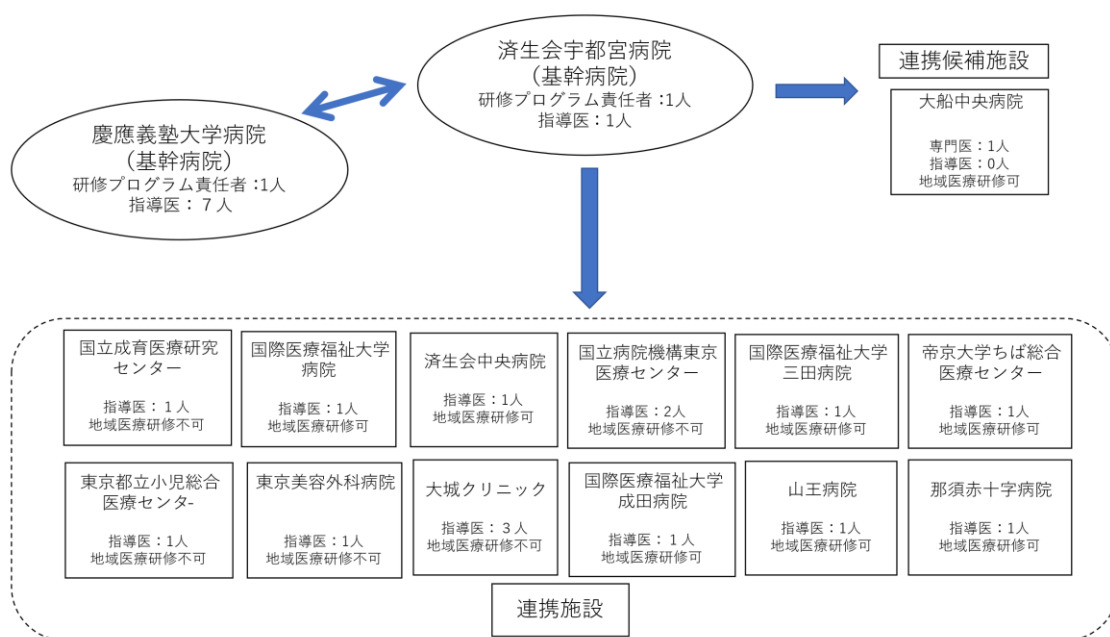 済生会宇都宮病院
(基幹病院)
研修プログラム責任者:1人
指導医:1人
連携候補施設
大船中央病院
専門医:1人
指導医:0人
地域医療研修可
慶應義塾大学病院
(基幹病院)
研修プログラム責任者:1人
指導医:7人
国立成育医療研究
センター
指導医:1人
地域医療研修不可
国際医療福祉大学
病院
指導医:1人
地域医療研修可
済生会中央病院
指導医:1人
地域医療研修可
国立病院機構東京
医療センター
指導医:2人
地域医療研修不可
国際医療福祉大学
三田病院
指導医:1人
地域医療研修可
帝京大学ちば総合
医療センター
指導医:1人
地域医療研修可
東京都立小児総合
医療センタ-
指導医:1人
地域医療研修不可
東京美容外科病院
指導医:1人
地域医療研修不可
大城クリニック
指導医:3人
地域医療研修不可
国際医療福祉大学
成田病院
指導医:1人
地域医療研修可
山王病院
指導医:1人
地域医療研修可
那須赤十字病院
指導医:1人
地域医療研修可
連携施設